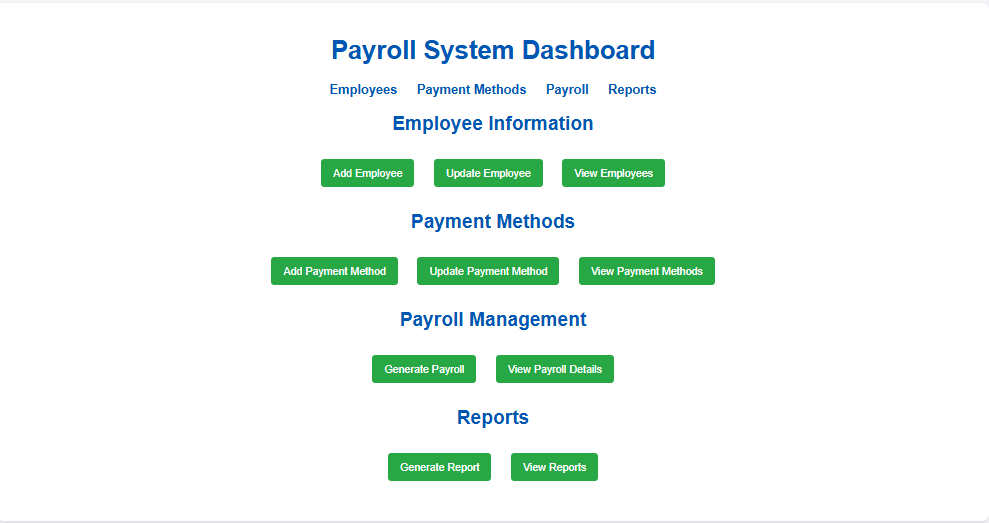 Payroll System Dashboard
Employees Payment Methods Payroll Reports
Employee Information
Add Employee Update Employee View Employees
Payment Methods
Add Payment Method Update Payment Method View Payment Methods
Payroll Management
Generate Payroll View Payroll Details
Reports
Generate Report View Reports